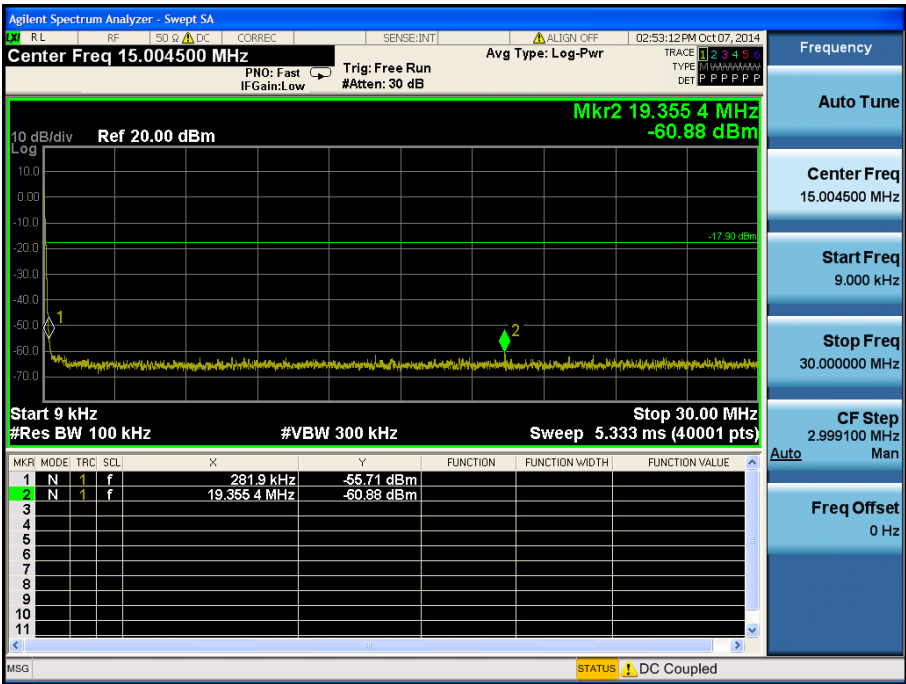 Agilent Spectrum Analyzer - Swept SA
LXI RL RF 50 Ω DC CORREC SENSE:INT ALIGN OFF 02:53:12PM Oct 07, 2014
Center Freq 15.004500 MHz
PNO: Fast
IFGain:Low
Trig: Free Run
#Atten: 30 dB
Avg Type: Log-Pwr
TRACE 1 2 3 4 5 6
TYPE MWWWWW
DET P P P P P P
Mkr2 19.355 4 MHz
-60.88 dBm
10 dB/div Ref 20.00 dBm
Log
10.0
0.00
-10.0
-17.90 dBm
-20.0
-30.0
-40.0
-50.0
1
2
-60.0
-70.0
Start 9 kHz Stop 30.00 MHz
#Res BW 100 kHz #VBW 300 kHz Sweep 5.333 ms (40001 pts)
MKR MODE TRC SCL X Y FUNCTION FUNCTION WIDTH FUNCTION VALUE
1 N 1 f 281.9 kHz -55.71 dBm
2 N 1 f 19.355 4 MHz -60.88 dBm
3
4
5
6
7
8
9
10
11
MSG STATUS DC Coupled
Frequency
Auto Tune
Center Freq
15.004500 MHz
Start Freq
9.000 kHz
Stop Freq
30.000000 MHz
CF Step
2.999100 MHz
Auto Man
Freq Offset
0 Hz